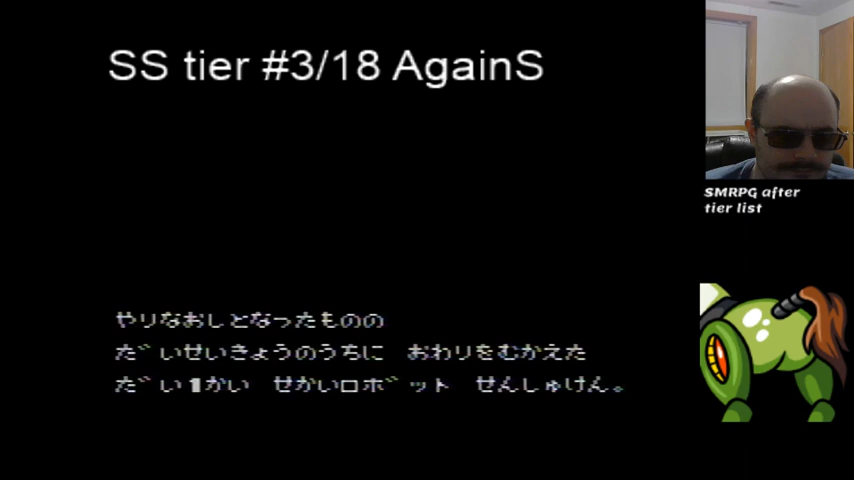 SS tier #3/18 AgainS
SMRPG after
tier list
やりなおしとなったものの
だいせいきょうのうちに　おわりをむかえた
だい1かい　せかいロボット　せんしゅけん。